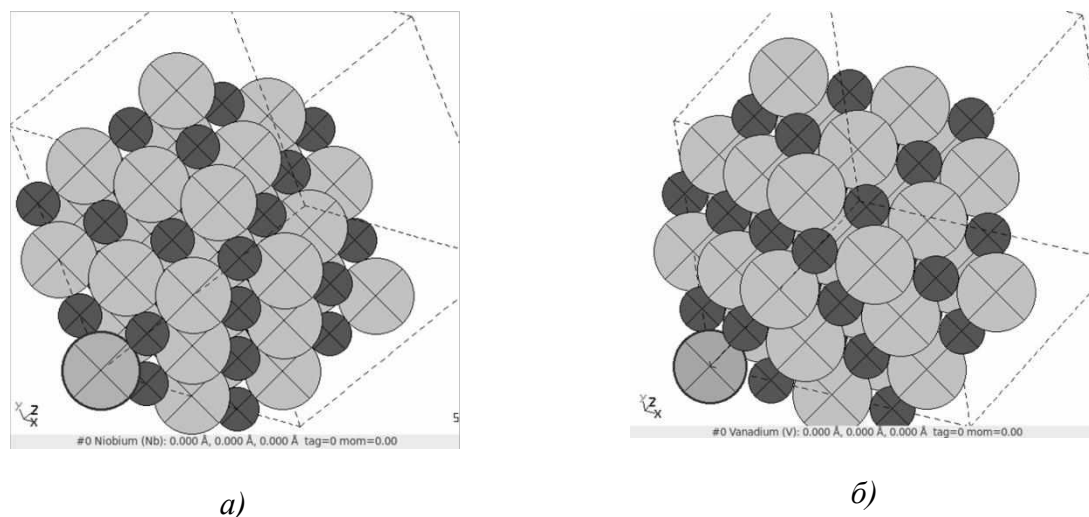 Y Z
X
5
#0 Niobium (Nb): 0.000 Å, 0.000 Å, 0.000 Å tag=0 mom=0.00
а)
Y Z
X
#0 Vanadium (V): 0.000 Å, 0.000 Å, 0.000 Å tag=0 mom=0.00
б)